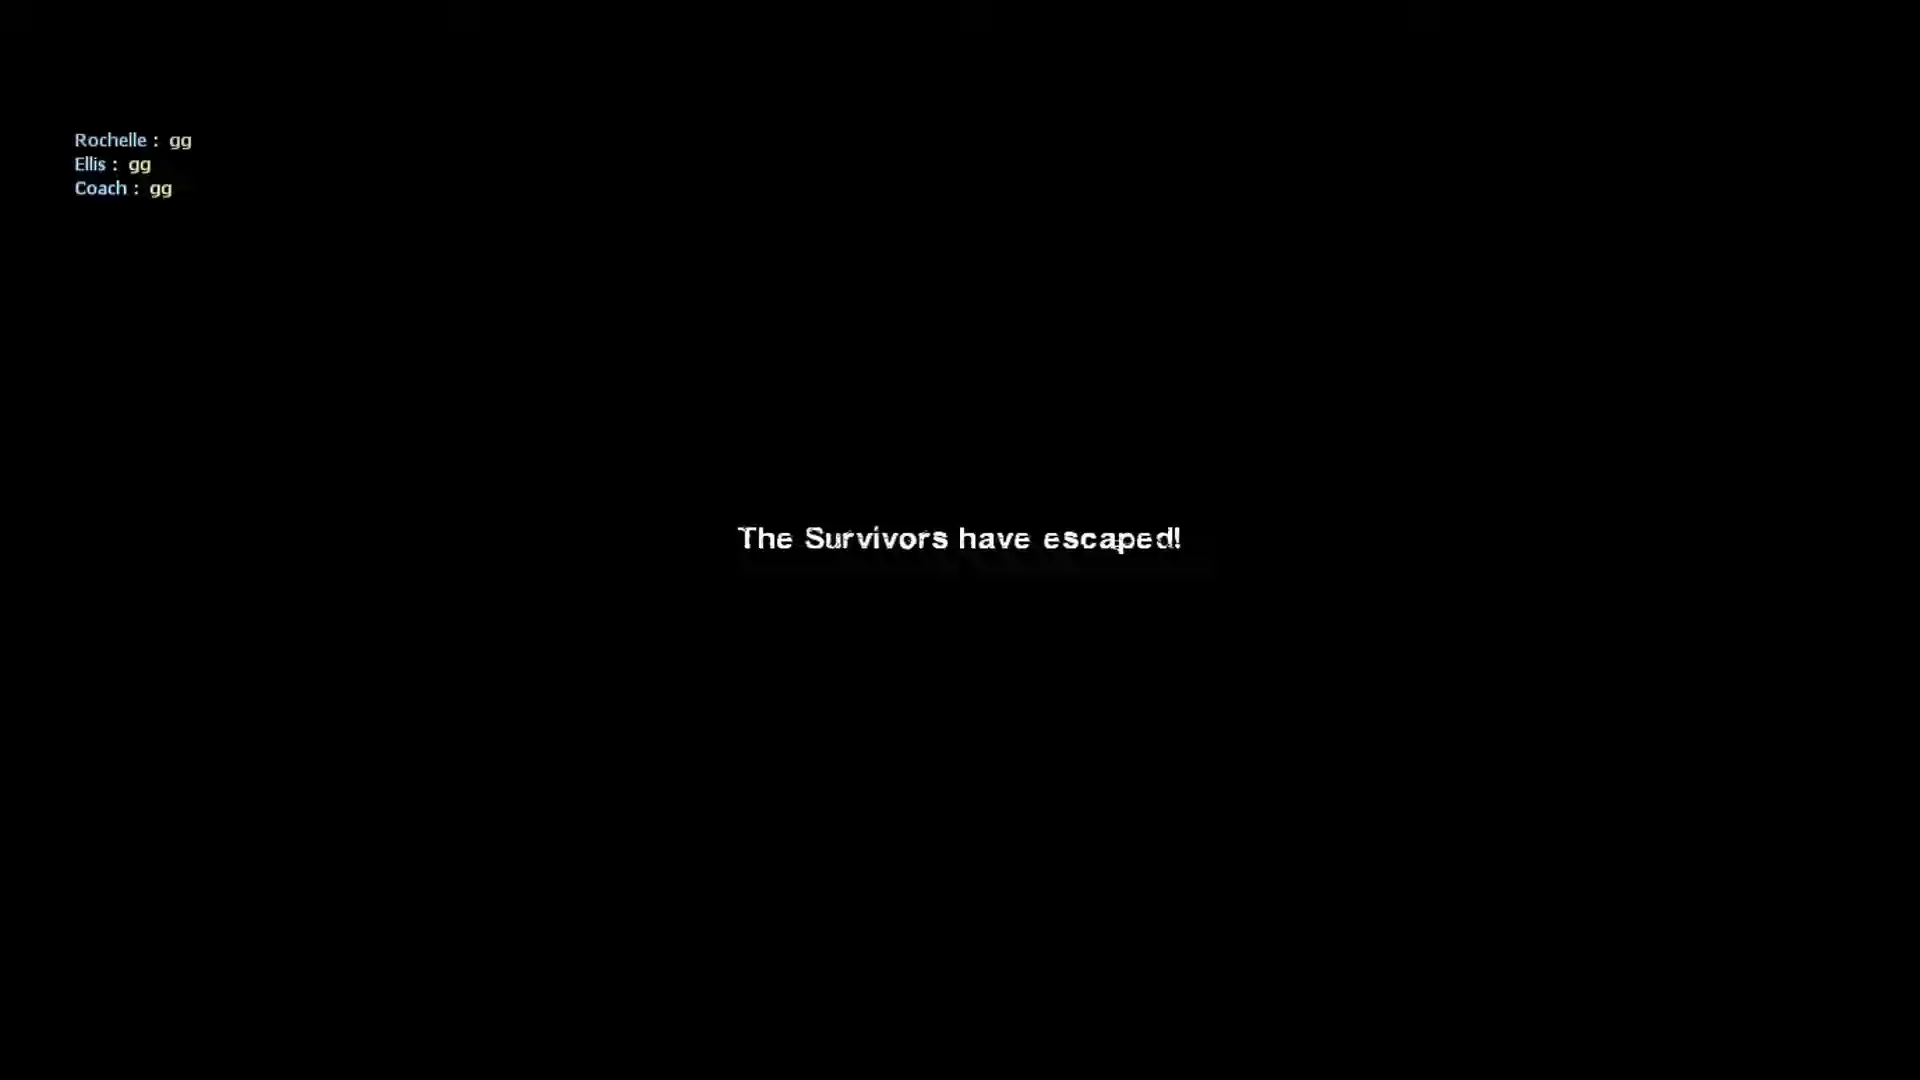 Rochelle : gg
Ellis : gg
Coach : gg
The Survivors have escaped!